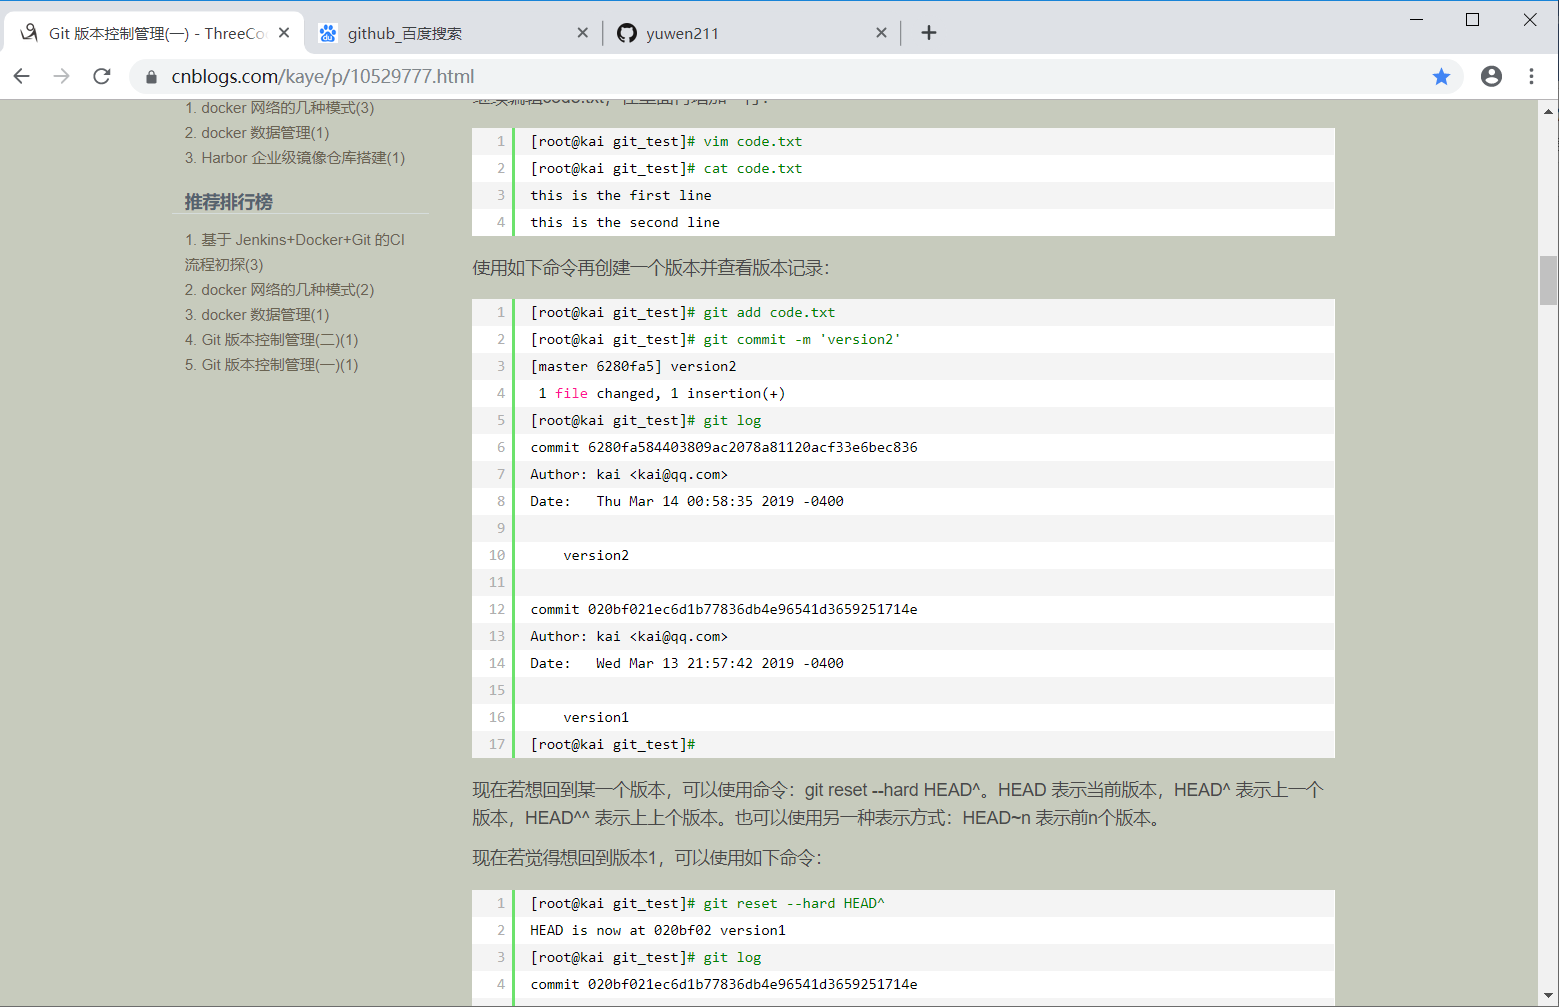 Git 版本控制管理(一) - ThreeCo
github_百度搜索
yuwen211
cnblogs.com/kaye/p/10529777.html
1. docker 网络的几种模式(3)
2. docker 数据管理(1)
3. Harbor 企业级镜像仓库搭建(1)
推荐排行榜
1. 基于 Jenkins+Docker+Git 的CI
流程初探(3)
2. docker 网络的几种模式(2)
3. docker 数据管理(1)
4. Git 版本控制管理(二)(1)
5. Git 版本控制管理(一)(1)
1 [root@kai git_test]# vim code.txt
2 [root@kai git_test]# cat code.txt
3 this is the first line
4 this is the second line
使用如下命令再创建一个版本并查看版本记录：
1 [root@kai git_test]# git add code.txt
2 [root@kai git_test]# git commit -m 'version2'
3 [master 6280fa5] version2
4 1 file changed, 1 insertion(+)
5 [root@kai git_test]# git log
6 commit 6280fa584403809ac2078a81120acf33e6bec836
7 Author: kai <kai@qq.com>
8 Date:   Thu Mar 14 00:58:35 2019 -0400
9
10     version2
11
12 commit 020bf021ec6d1b77836db4e96541d3659251714e
13 Author: kai <kai@qq.com>
14 Date:   Wed Mar 13 21:57:42 2019 -0400
15
16     version1
17 [root@kai git_test]#
现在若想回到某一个版本，可以使用命令：git reset --hard HEAD^。HEAD 表示当前版本，HEAD^ 表示上一个
版本，HEAD^^ 表示上上个版本。也可以使用另一种表示方式：HEAD~n 表示前n个版本。
现在若觉得想回到版本1，可以使用如下命令：
1 [root@kai git_test]# git reset --hard HEAD^
2 HEAD is now at 020bf02 version1
3 [root@kai git_test]# git log
4 commit 020bf021ec6d1b77836db4e96541d3659251714e